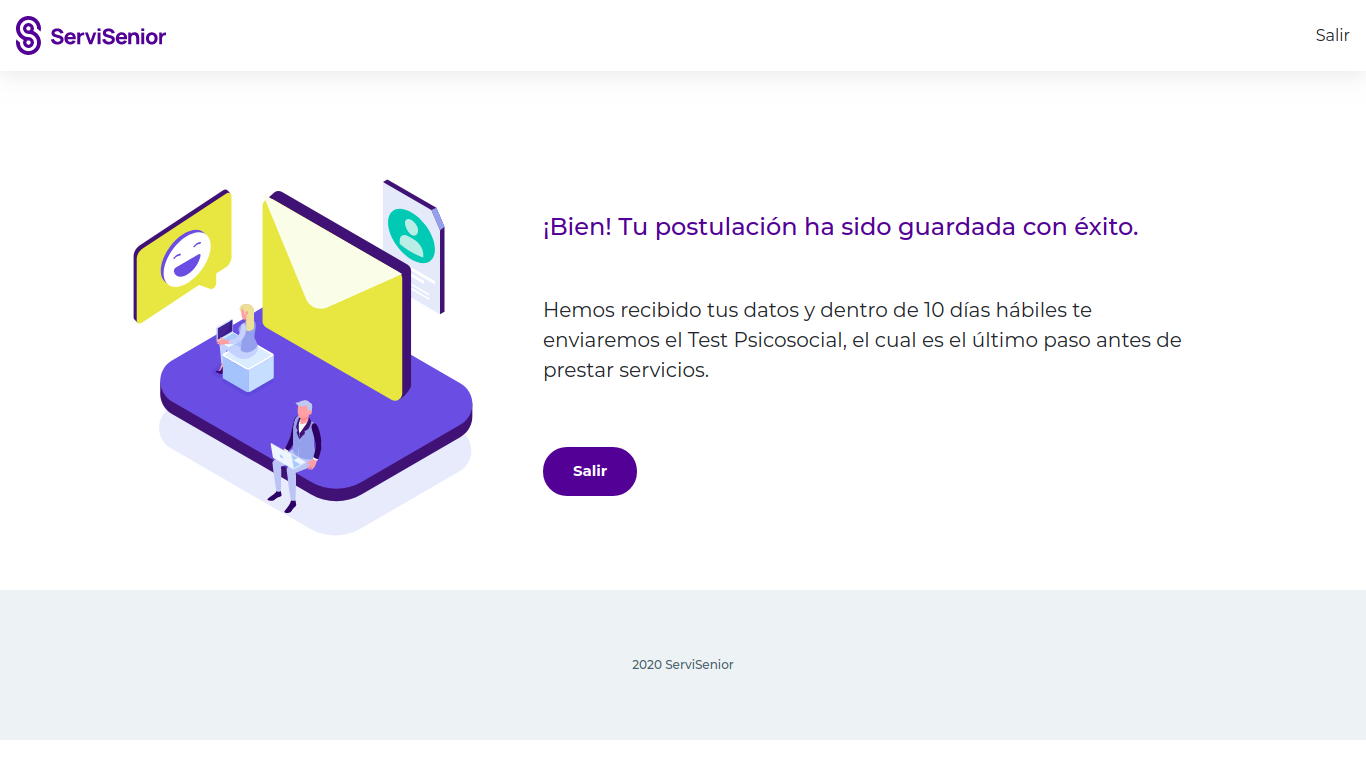 ServiSenior
Salir
¡Bien! Tu postulación ha sido guardada con éxito.
Hemos recibido tus datos y dentro de 10 días hábiles te
enviaremos el Test Psicosocial, el cual es el último paso antes de
prestar servicios.
Salir
2020 ServiSenior